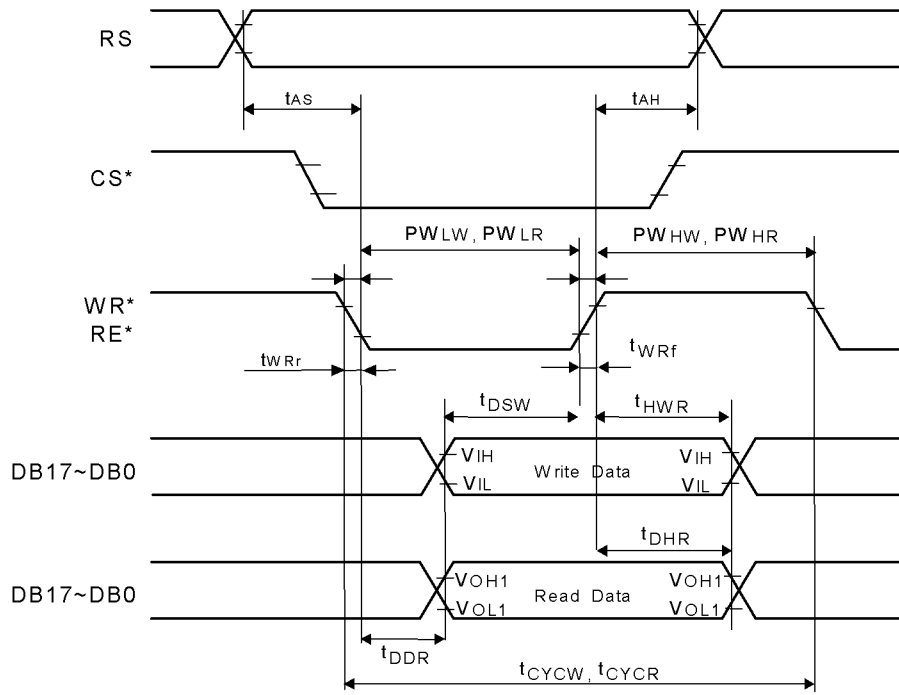 RS
tAS
tAH
CS*
PWLW, PWLR
PWHW, PWHR
WR*
RE*
tWRr
tWRf
tDSW
tHWR
DB17~DB0
VIH
VIL
Write Data
VIH
VIL
tDHR
DB17~DB0
VOH1
VOL1
Read Data
VOH1
VOL1
tDDR
tCYCW, tCYCR